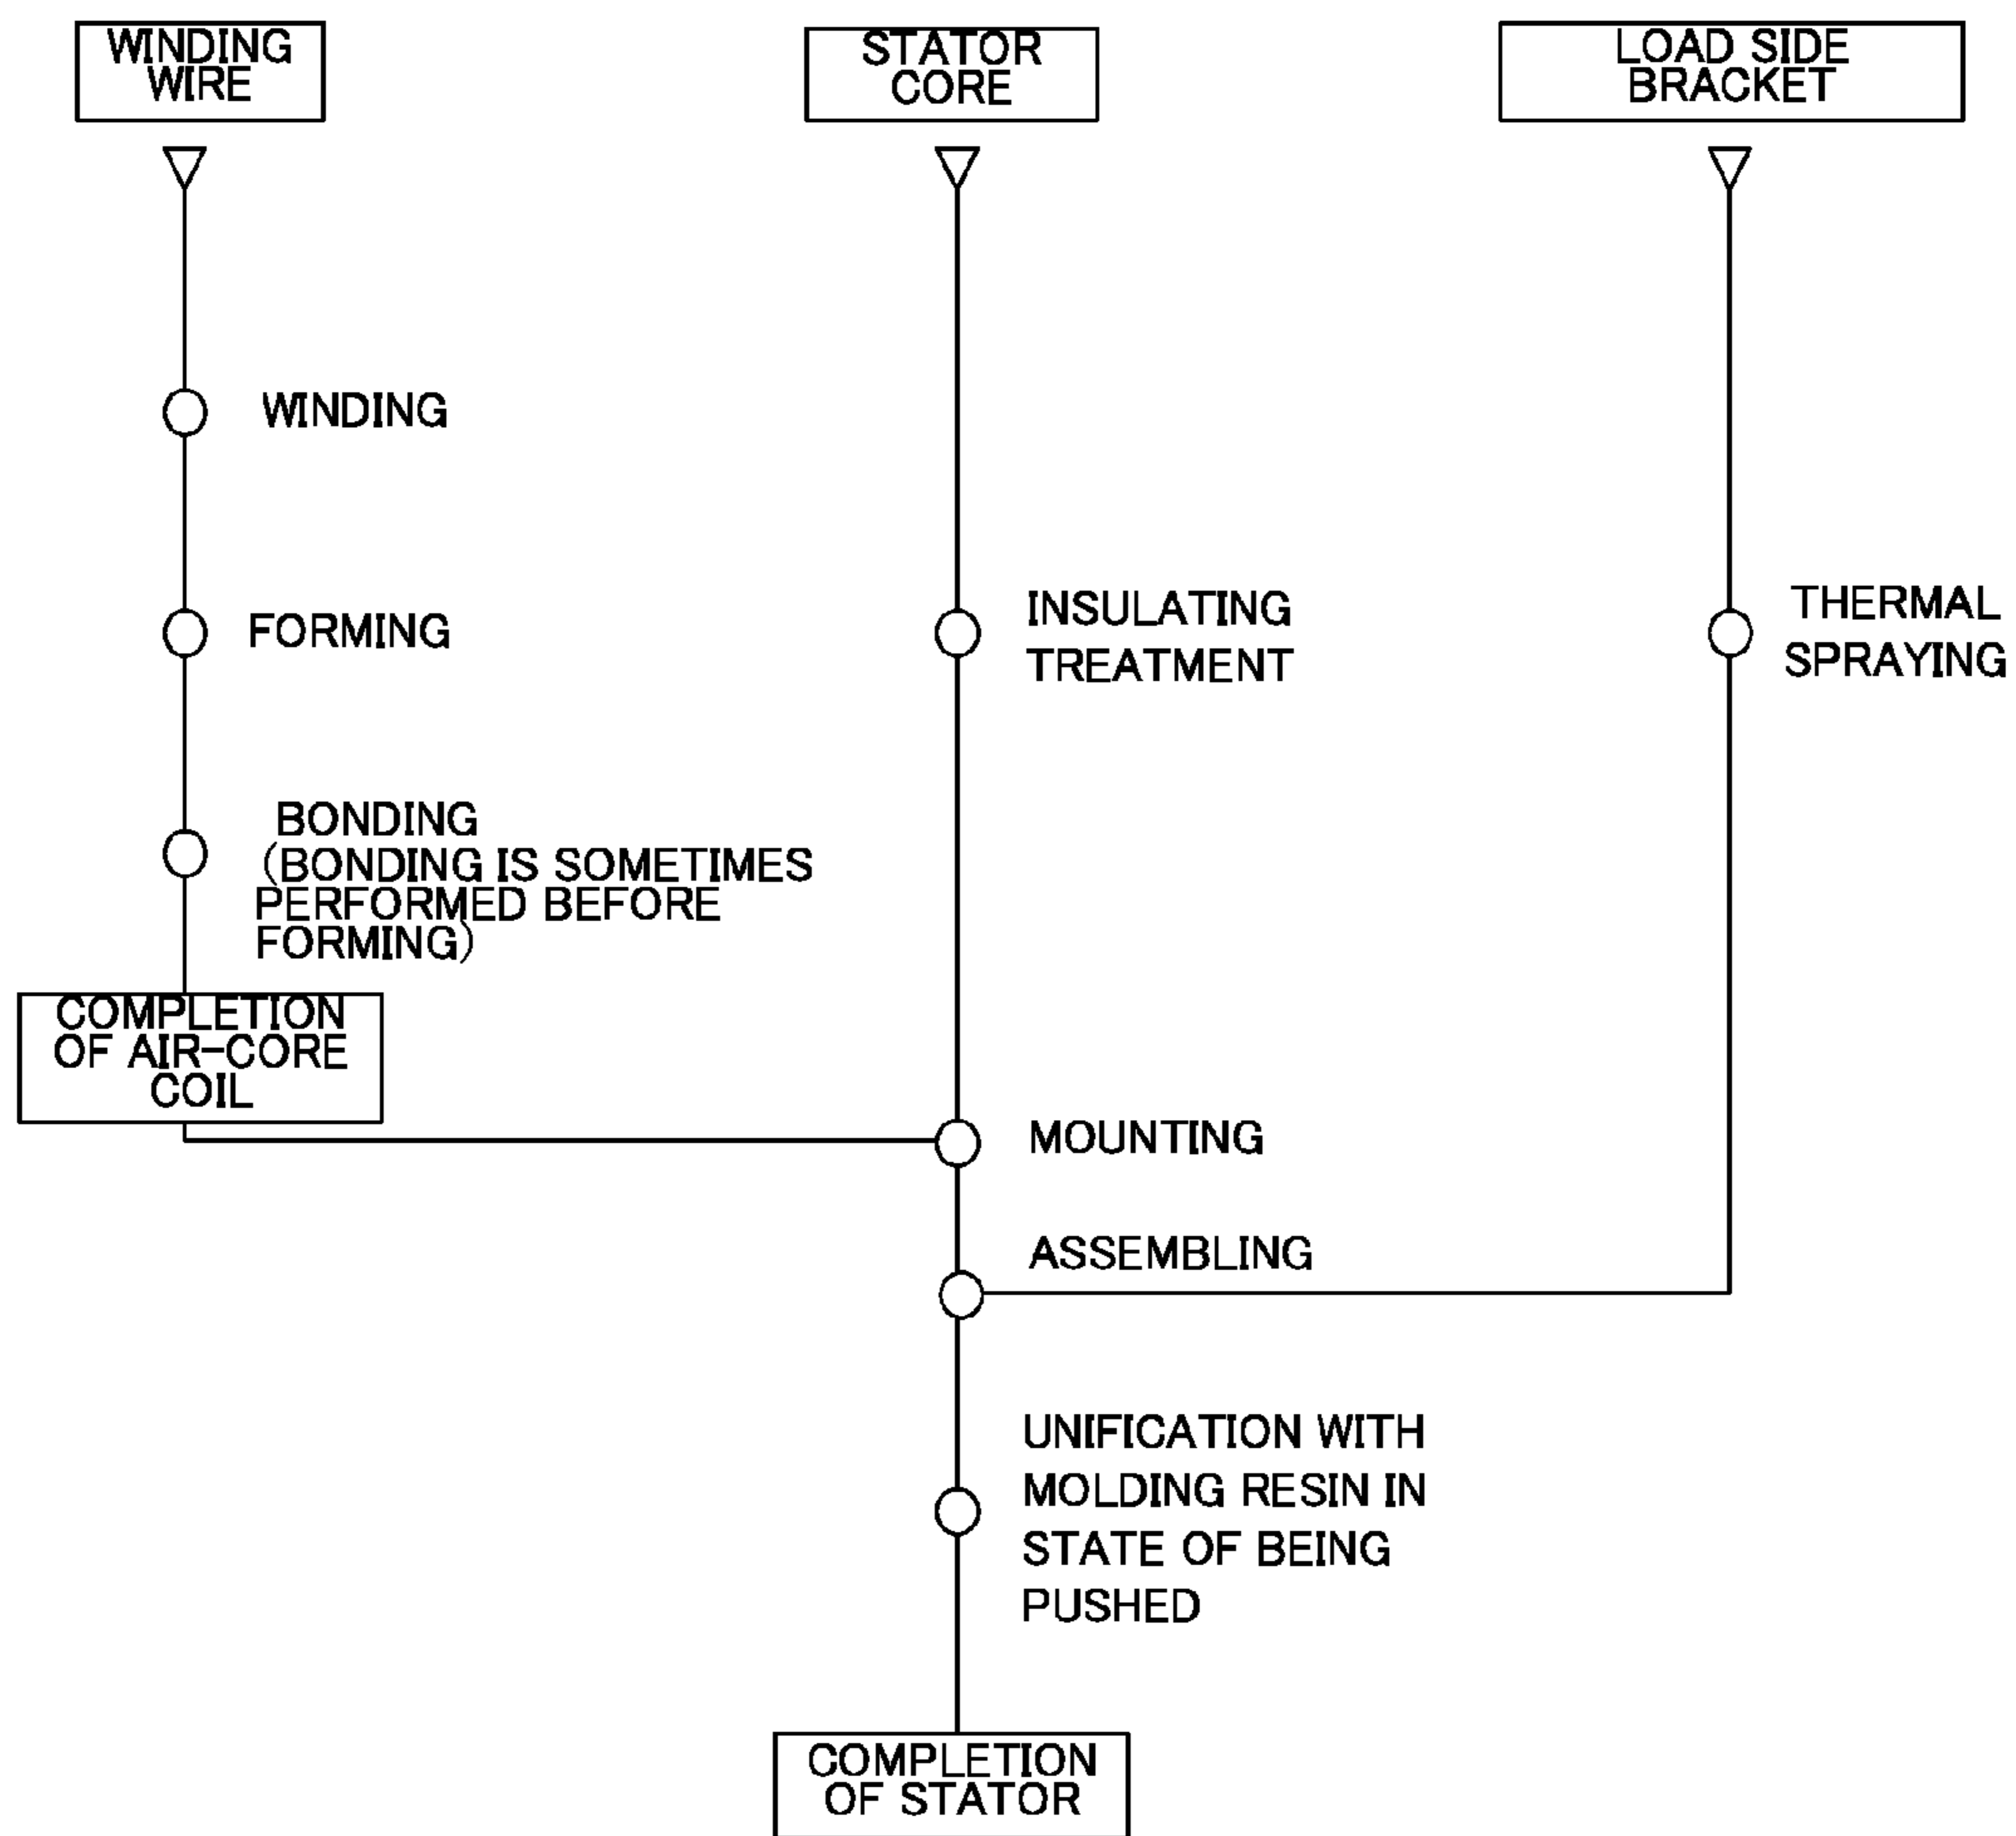 WINDING
WIRE
STATOR
CORE
LOAD SIDE
BRACKET
WINDING
FORMING
INSULATING
TREATMENT
THERMAL
SPRAYING
BONDING
(BONDING IS SOMETIMES
PERFORMED BEFORE
FORMING)
COMPLETION
OF AIR-CORE
COIL
MOUNTING
ASSEMBLING
UNIFICATION WITH
MOLDING RESIN IN
STATE OF BEING
PUSHED
COMPLETION
OF STATOR